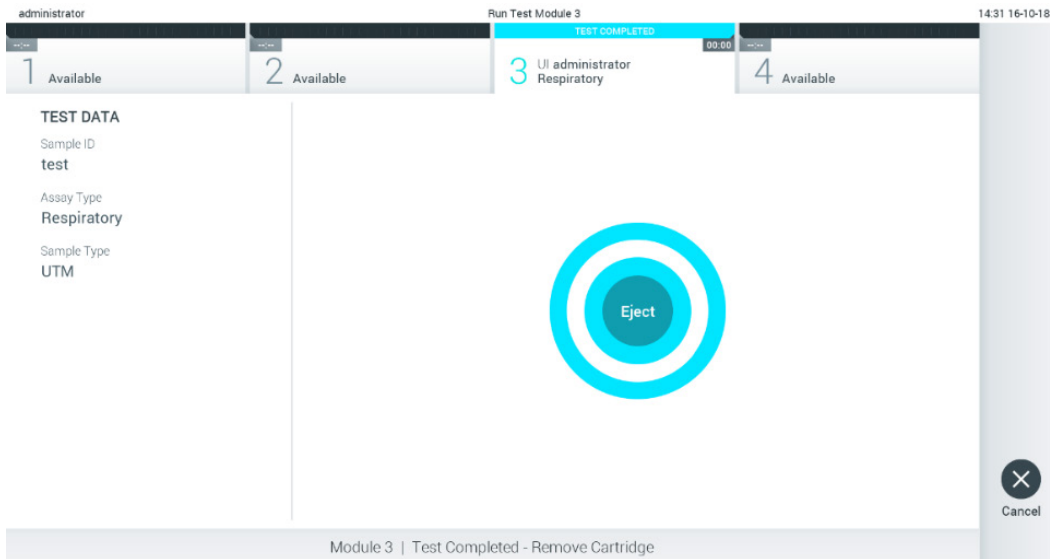 administrator
Run Test Module 3
14:31 16-10-18
TEST COMPLETED
--:--
--:--
00:00
--:--
1 Available
2 Available
3 UI administrator
Respiratory
4 Available
TEST DATA
Sample ID
test
Assay Type
Respiratory
Sample Type
UTM
Eject
Cancel
Module 3 | Test Completed - Remove Cartridge